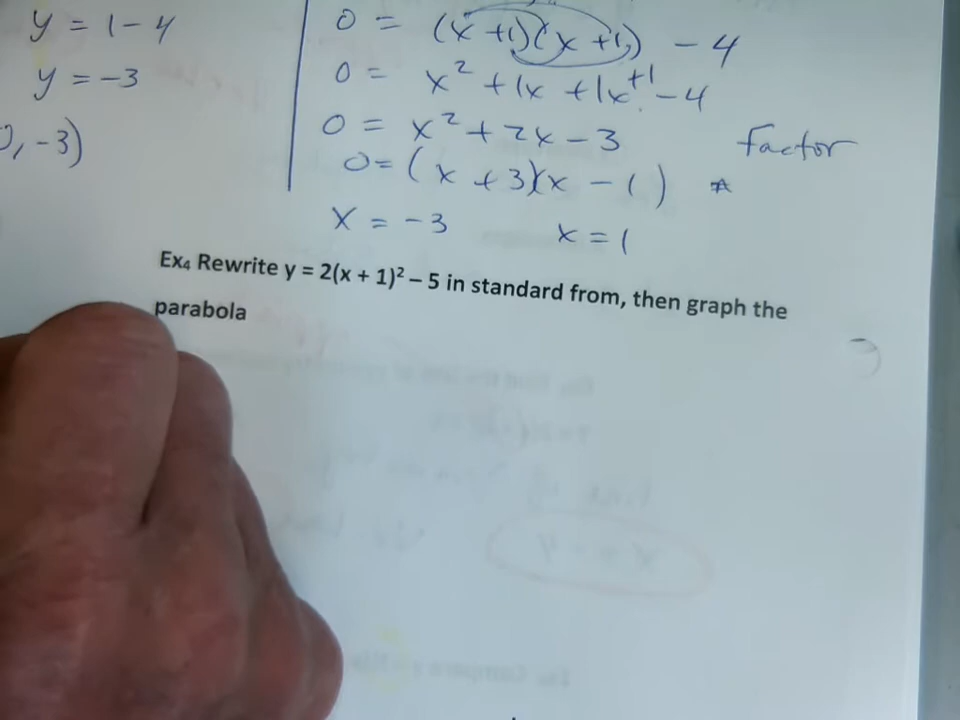 y = 1 - 4
y = -3
, -3)
0 = (x +1)(x +1) - 4
0 = x² + 1x + 1x +1 - 4
0 = x² + 2x - 3 Factor
0 = (x + 3)(x - 1) *
x = -3 x = 1
Ex₄ Rewrite y = 2(x + 1)² – 5 in standard from, then graph the
parabola